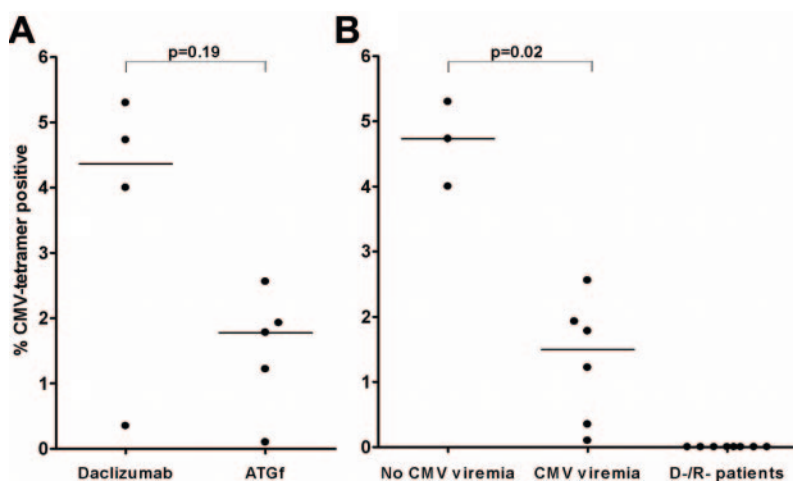 A
B
p=0.19
p=0.02
% CMV-tetramer positive
6
5
4
3
2
1
0
6
5
4
3
2
1
0
Daclizumab ATGf
No CMV viremia CMV viremia D-/R- patients